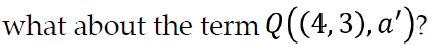 what about the term Q((4, 3), a′)?